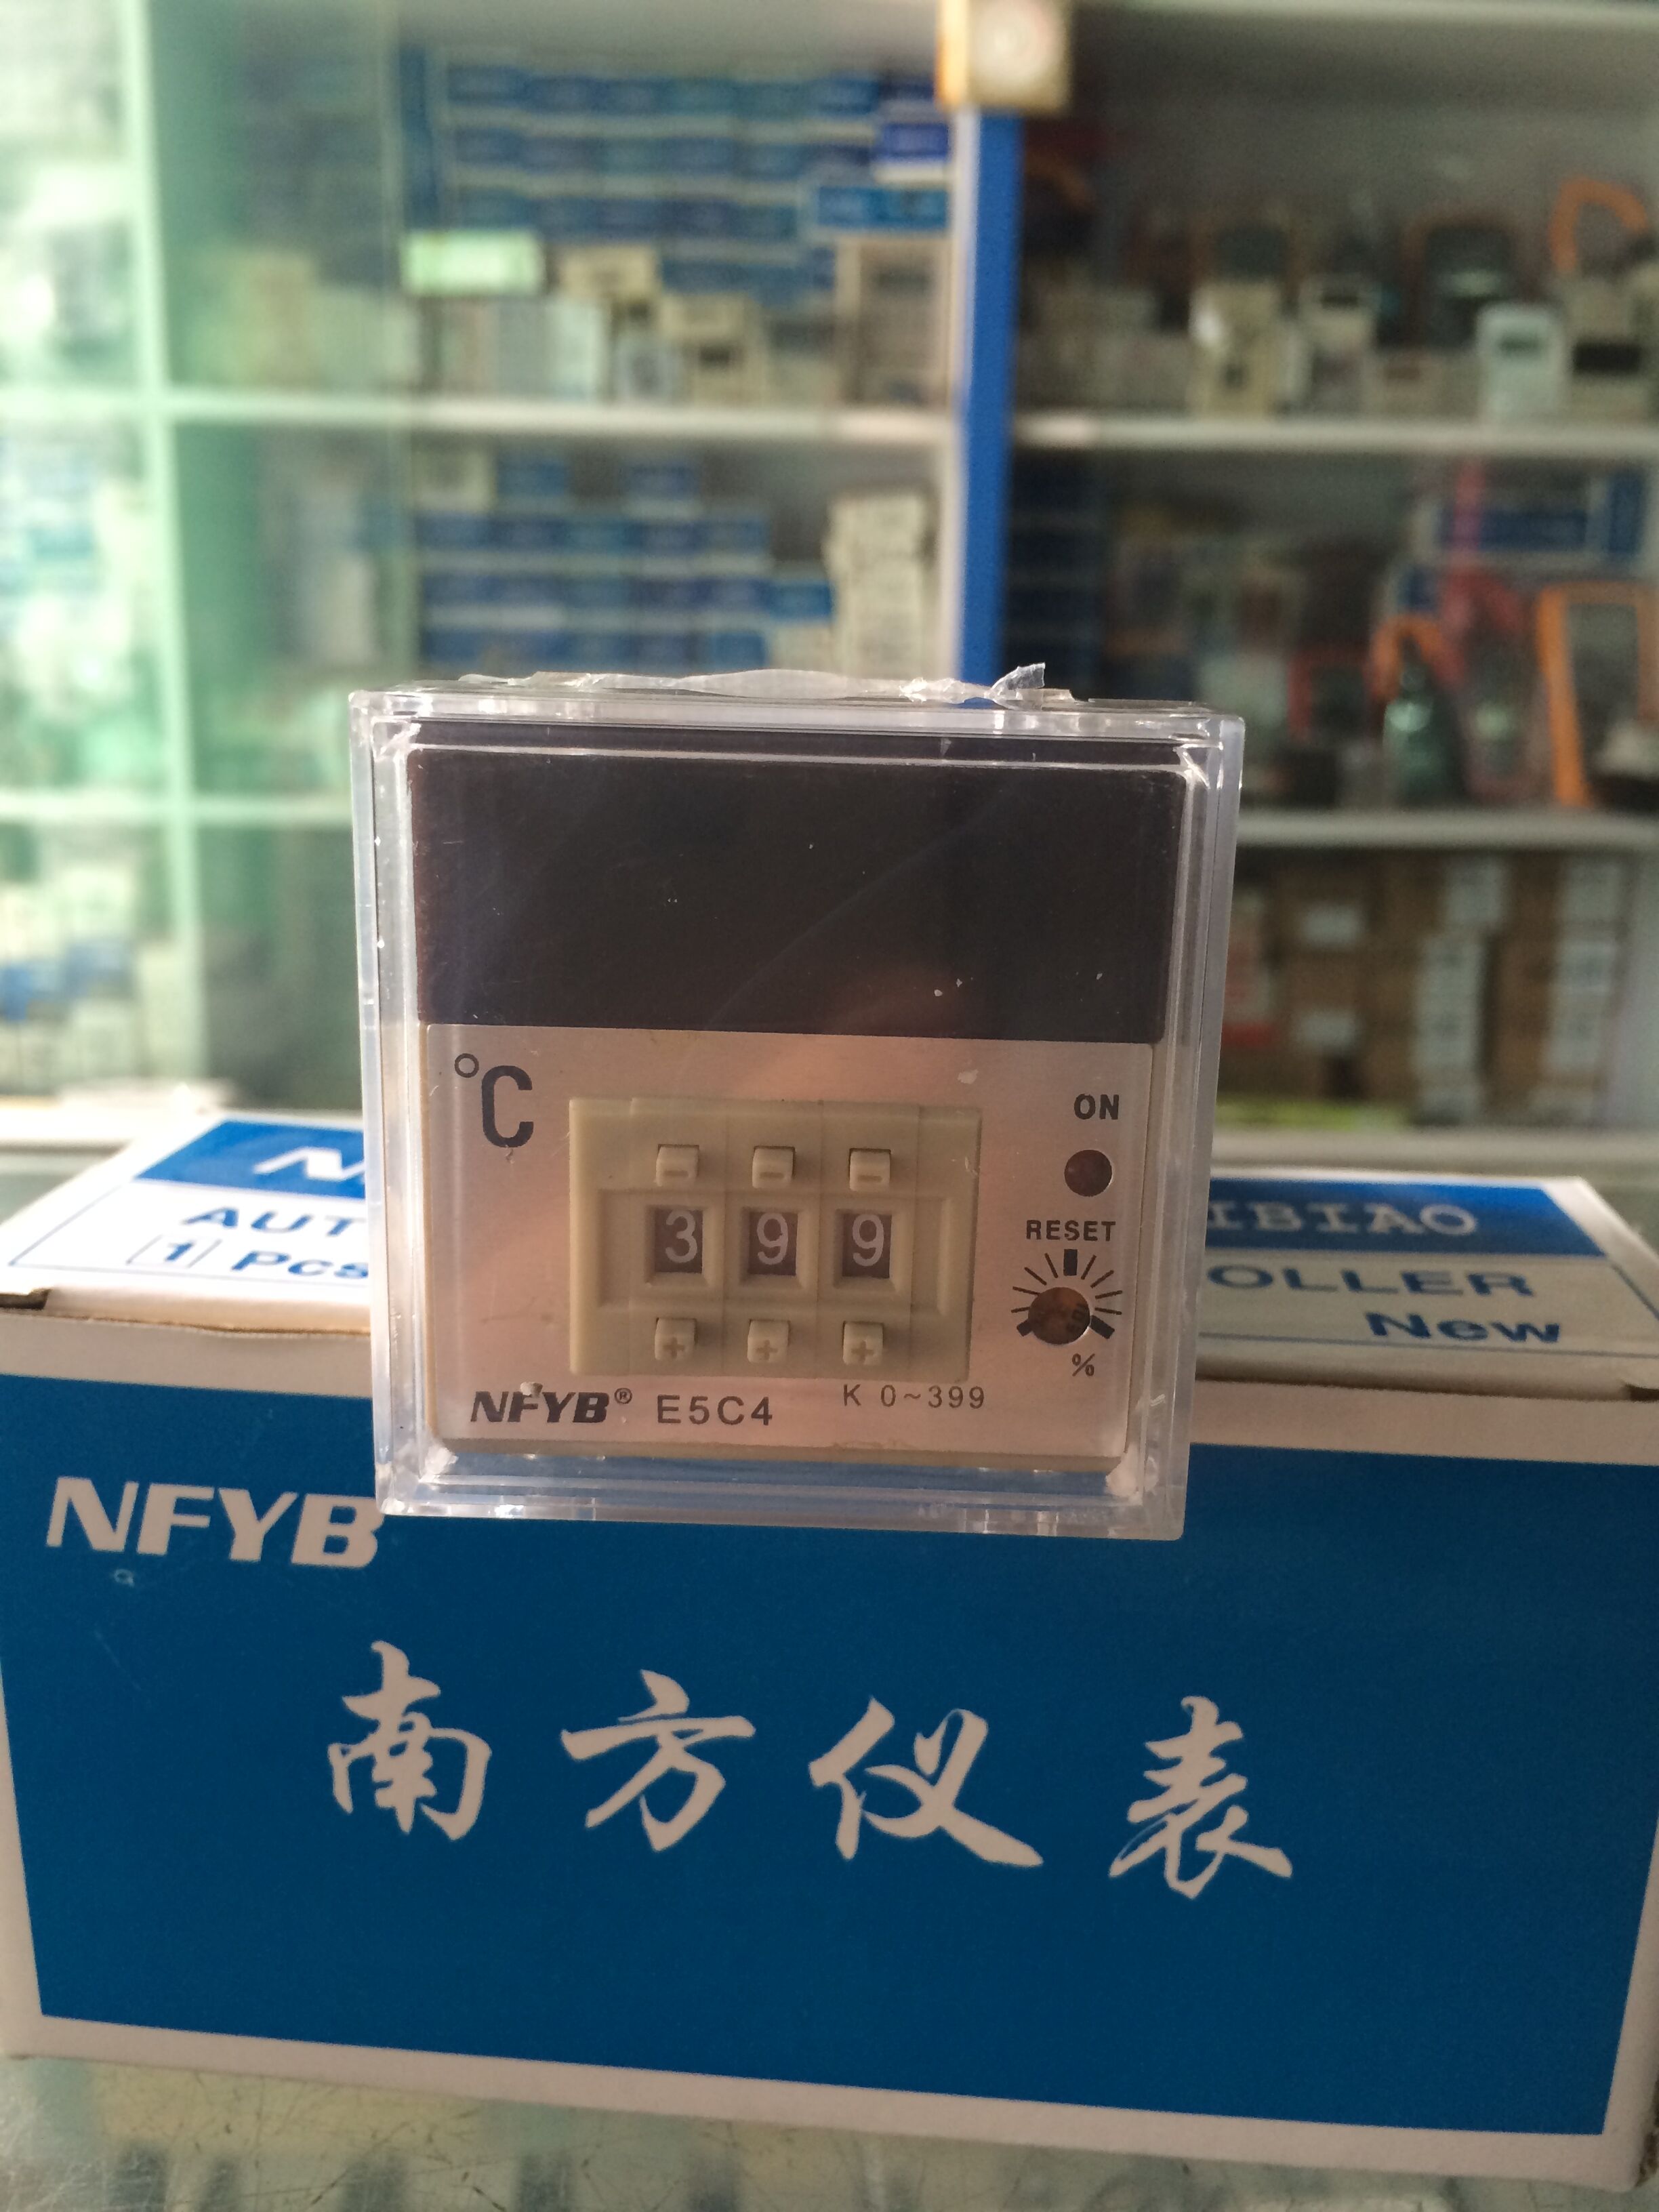 °C
ON
- - -
3 9 9
RESET
+ + +
%
NFYB® E5C4
K 0~399
IBIAO
AUT
OLLER
1 Pcs
New
NFYB
南方仪表